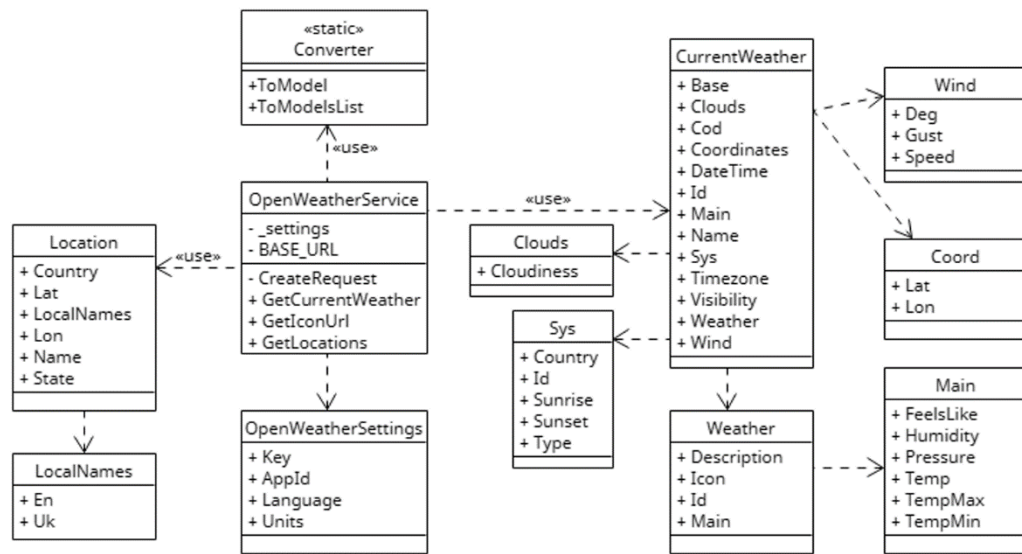 «static»
Converter
+ToModel
+ToModelsList
«use»
OpenWeatherService
- _settings
- BASE_URL
- CreateRequest
+ GetCurrentWeather
+ GetIconUrl
+ GetLocations
«use»
Location
+ Country
+ Lat
+ LocalNames
+ Lon
+ Name
+ State
LocalNames
+ En
+ Uk
OpenWeatherSettings
+ Key
+ AppId
+ Language
+ Units
«use»
CurrentWeather
+ Base
+ Clouds
+ Cod
+ Coordinates
+ DateTime
+ Id
+ Main
+ Name
+ Sys
+ Timezone
+ Visibility
+ Weather
+ Wind
Clouds
+ Cloudiness
Sys
+ Country
+ Id
+ Sunrise
+ Sunset
+ Type
Weather
+ Description
+ Icon
+ Id
+ Main
Wind
+ Deg
+ Gust
+ Speed
Coord
+ Lat
+ Lon
Main
+ FeelsLike
+ Humidity
+ Pressure
+ Temp
+ TempMax
+ TempMin